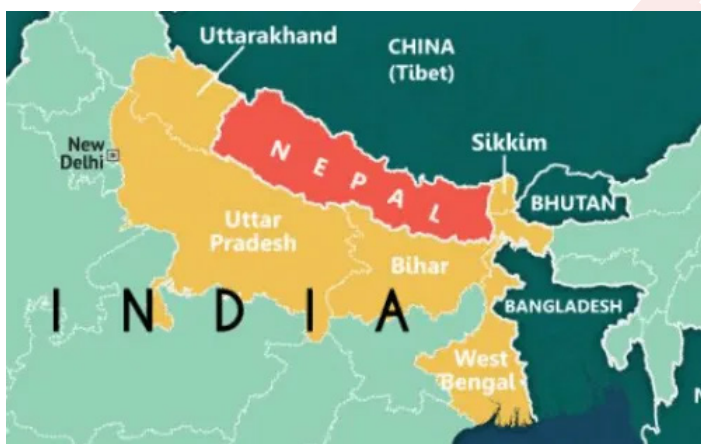 Uttarakhand
CHINA
(Tibet)
New
Delhi
NEPAL
Sikkim
BHUTAN
Uttar
Pradesh
Bihar
INDIA
BANGLADESH
West
Bengal